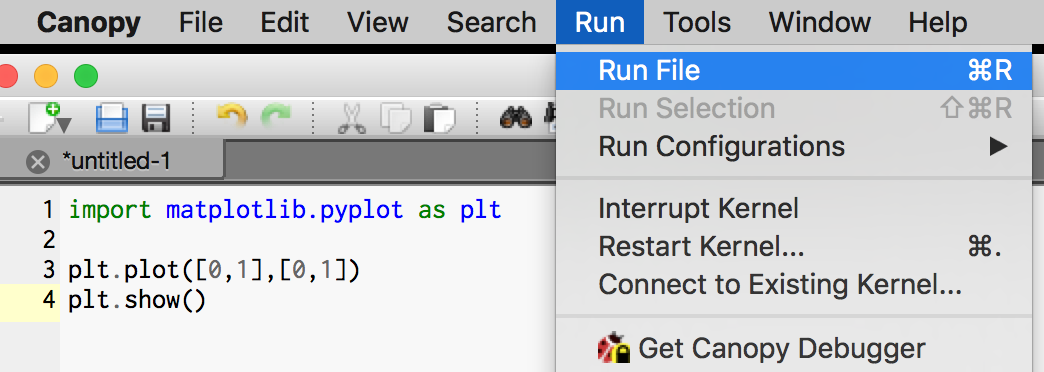 Canopy File Edit View Search Run Tools Window Help
Run File ⌘R
Run Selection ⇧⌘R
Run Configurations ▶
Interrupt Kernel
Restart Kernel... ⌘.
Connect to Existing Kernel...
Get Canopy Debugger
*untitled-1
1 import matplotlib.pyplot as plt
2
3 plt.plot([0,1],[0,1])
4 plt.show()